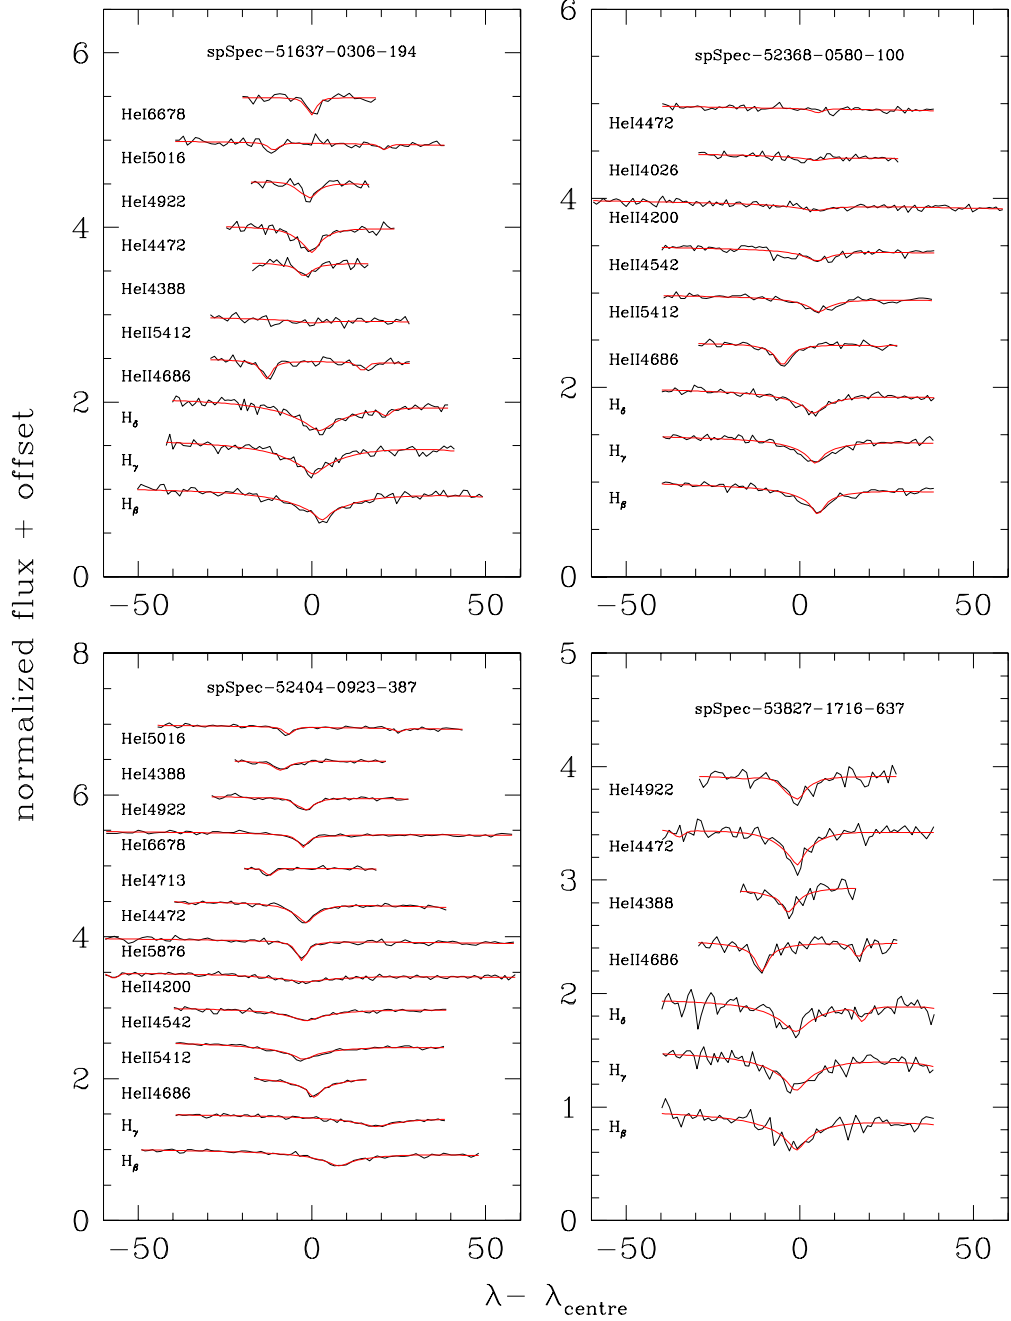 normalized flux + offset
6
4
2
0
spSpec-51637-0306-194
HeI6678
HeI5016
HeI4922
HeI4472
HeI4388
HeII5412
HeII4686
Hδ
Hγ
Hβ
−50 0 50
6
4
2
0
spSpec-52368-0580-100
HeI4472
HeII4026
HeII4200
HeII4542
HeII5412
HeII4686
Hδ
Hγ
Hβ
−50 0 50
8
6
4
2
0
spSpec-52404-0923-387
HeI5016
HeI4388
HeI4922
HeI6678
HeI4713
HeI4472
HeI5876
HeII4200
HeII4542
HeII5412
HeII4686
Hγ
Hβ
−50 0 50
5
4
3
2
1
0
spSpec-53827-1716-637
HeI4922
HeI4472
HeI4388
HeII4686
Hδ
Hγ
Hβ
−50 0 50
λ− λcentre